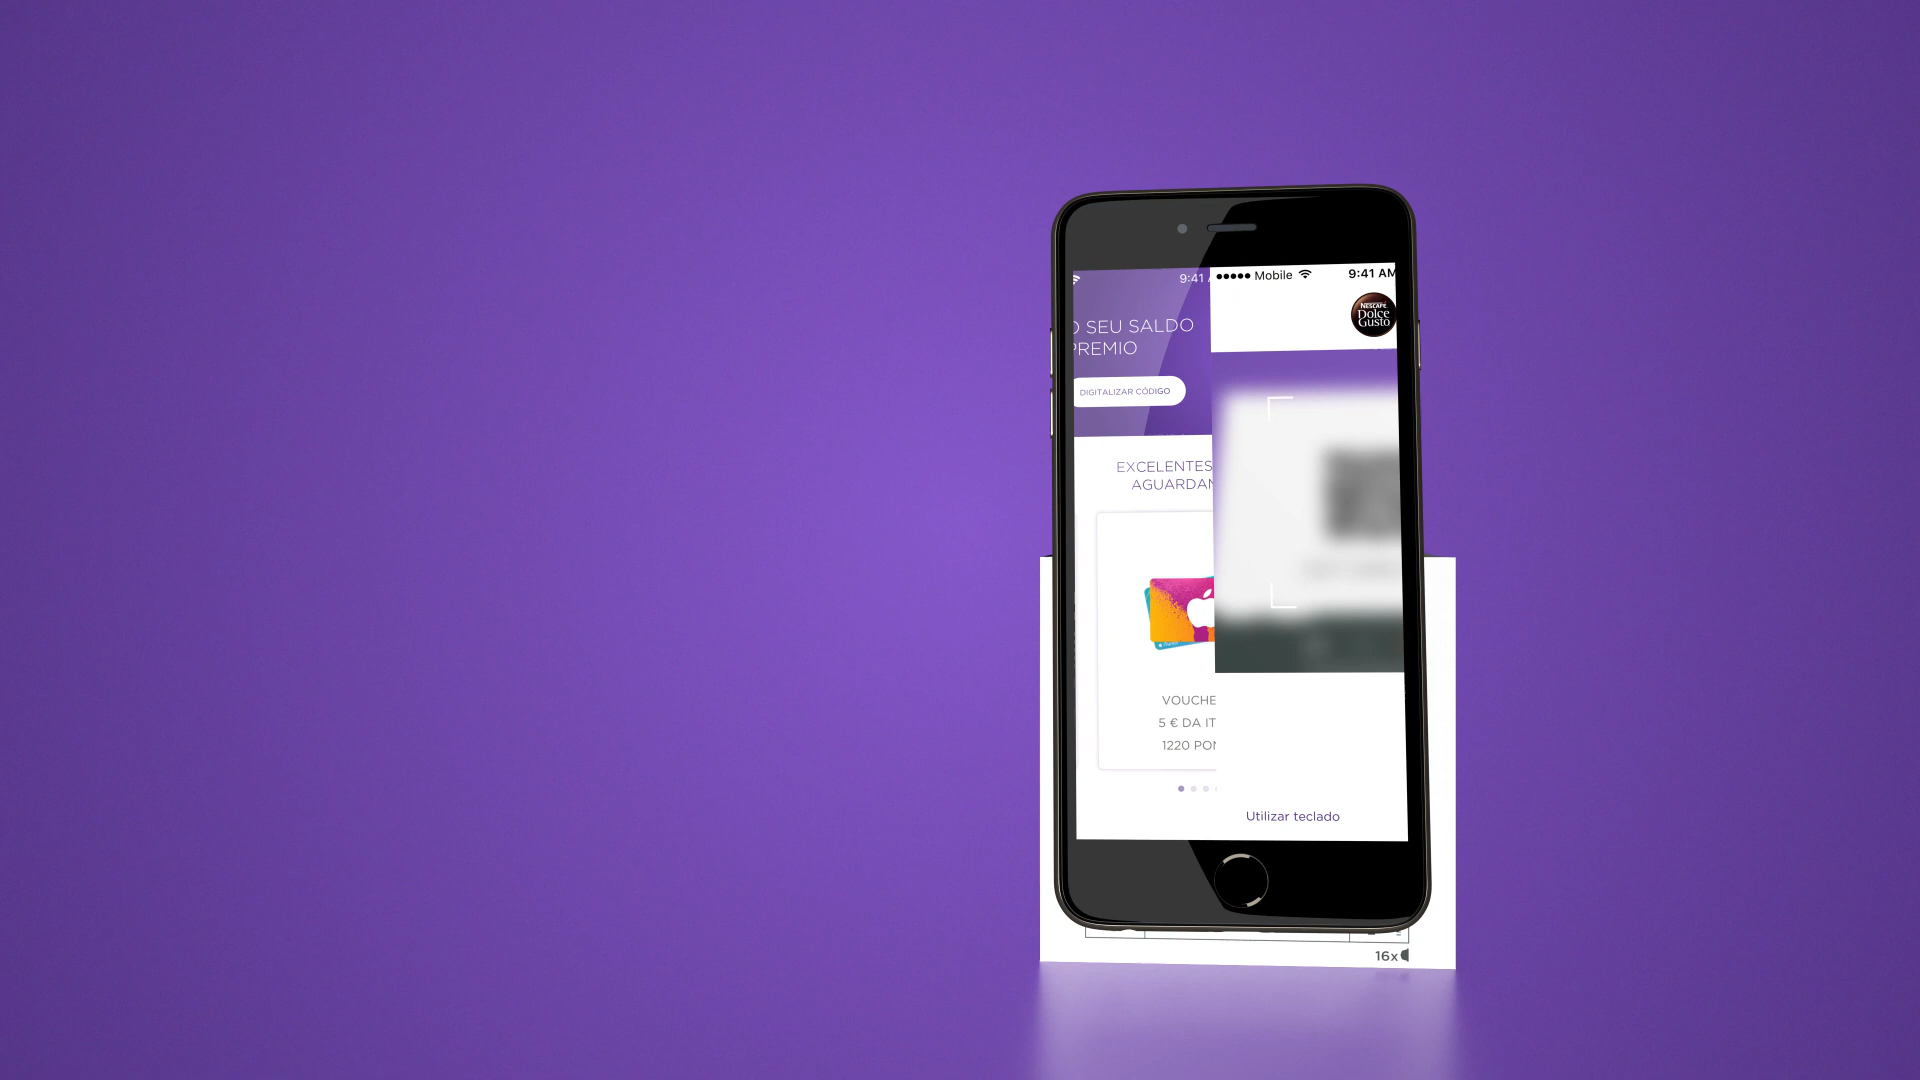 9:41
●●●●● Mobile
9:41 AM
NESCAFÉ
Dolce
Gusto
O SEU SALDO
PREMIO
DIGITALIZAR CÓDIGO
EXCELENTES
AGUARDAN
VOUCHE
5 € DA IT
1220 PON
Utilizar teclado
16x